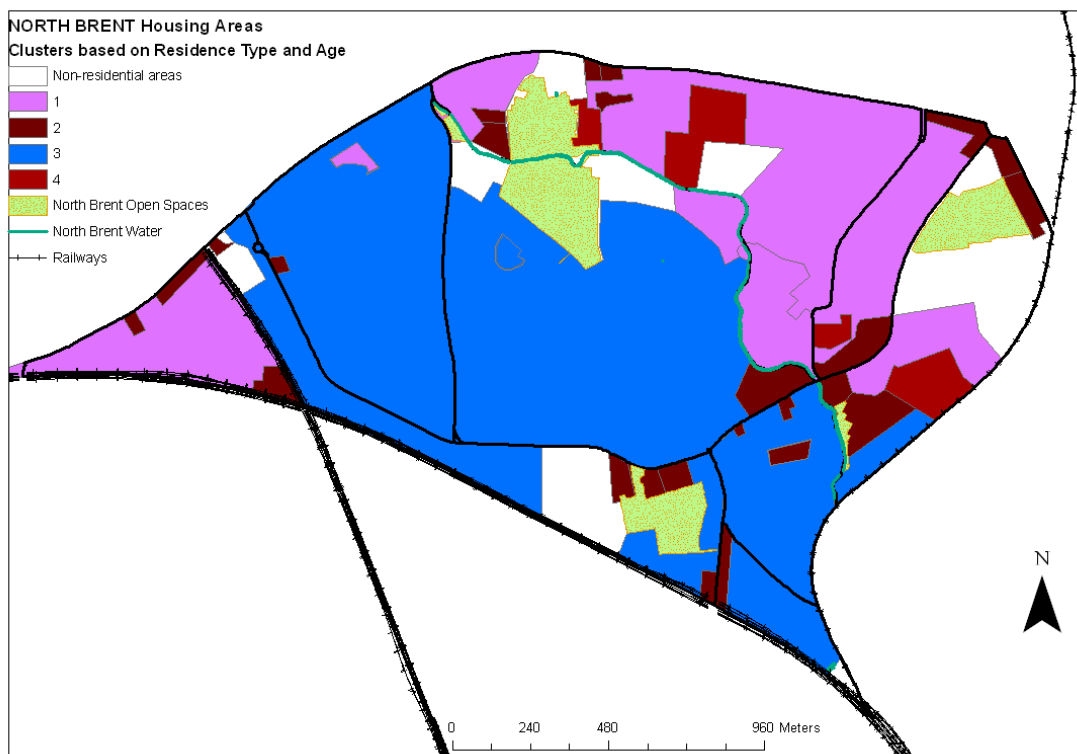 NORTH BRENT Housing Areas
Clusters based on Residence Type and Age
Non-residential areas
1
2
3
4
North Brent Open Spaces
North Brent Water
Railways
N
0 240 480 960 Meters